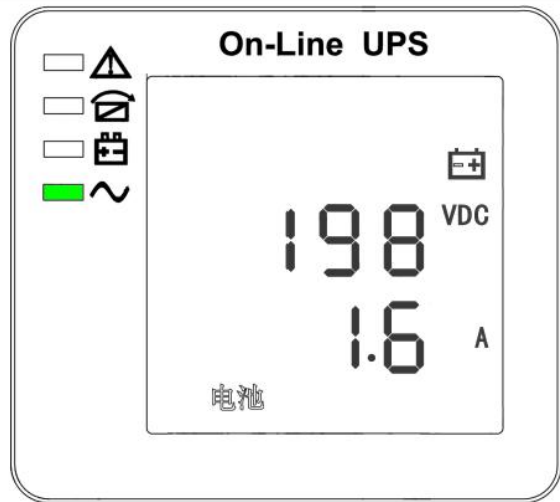 On-Line UPS
198 VDC
1.6 A
电池